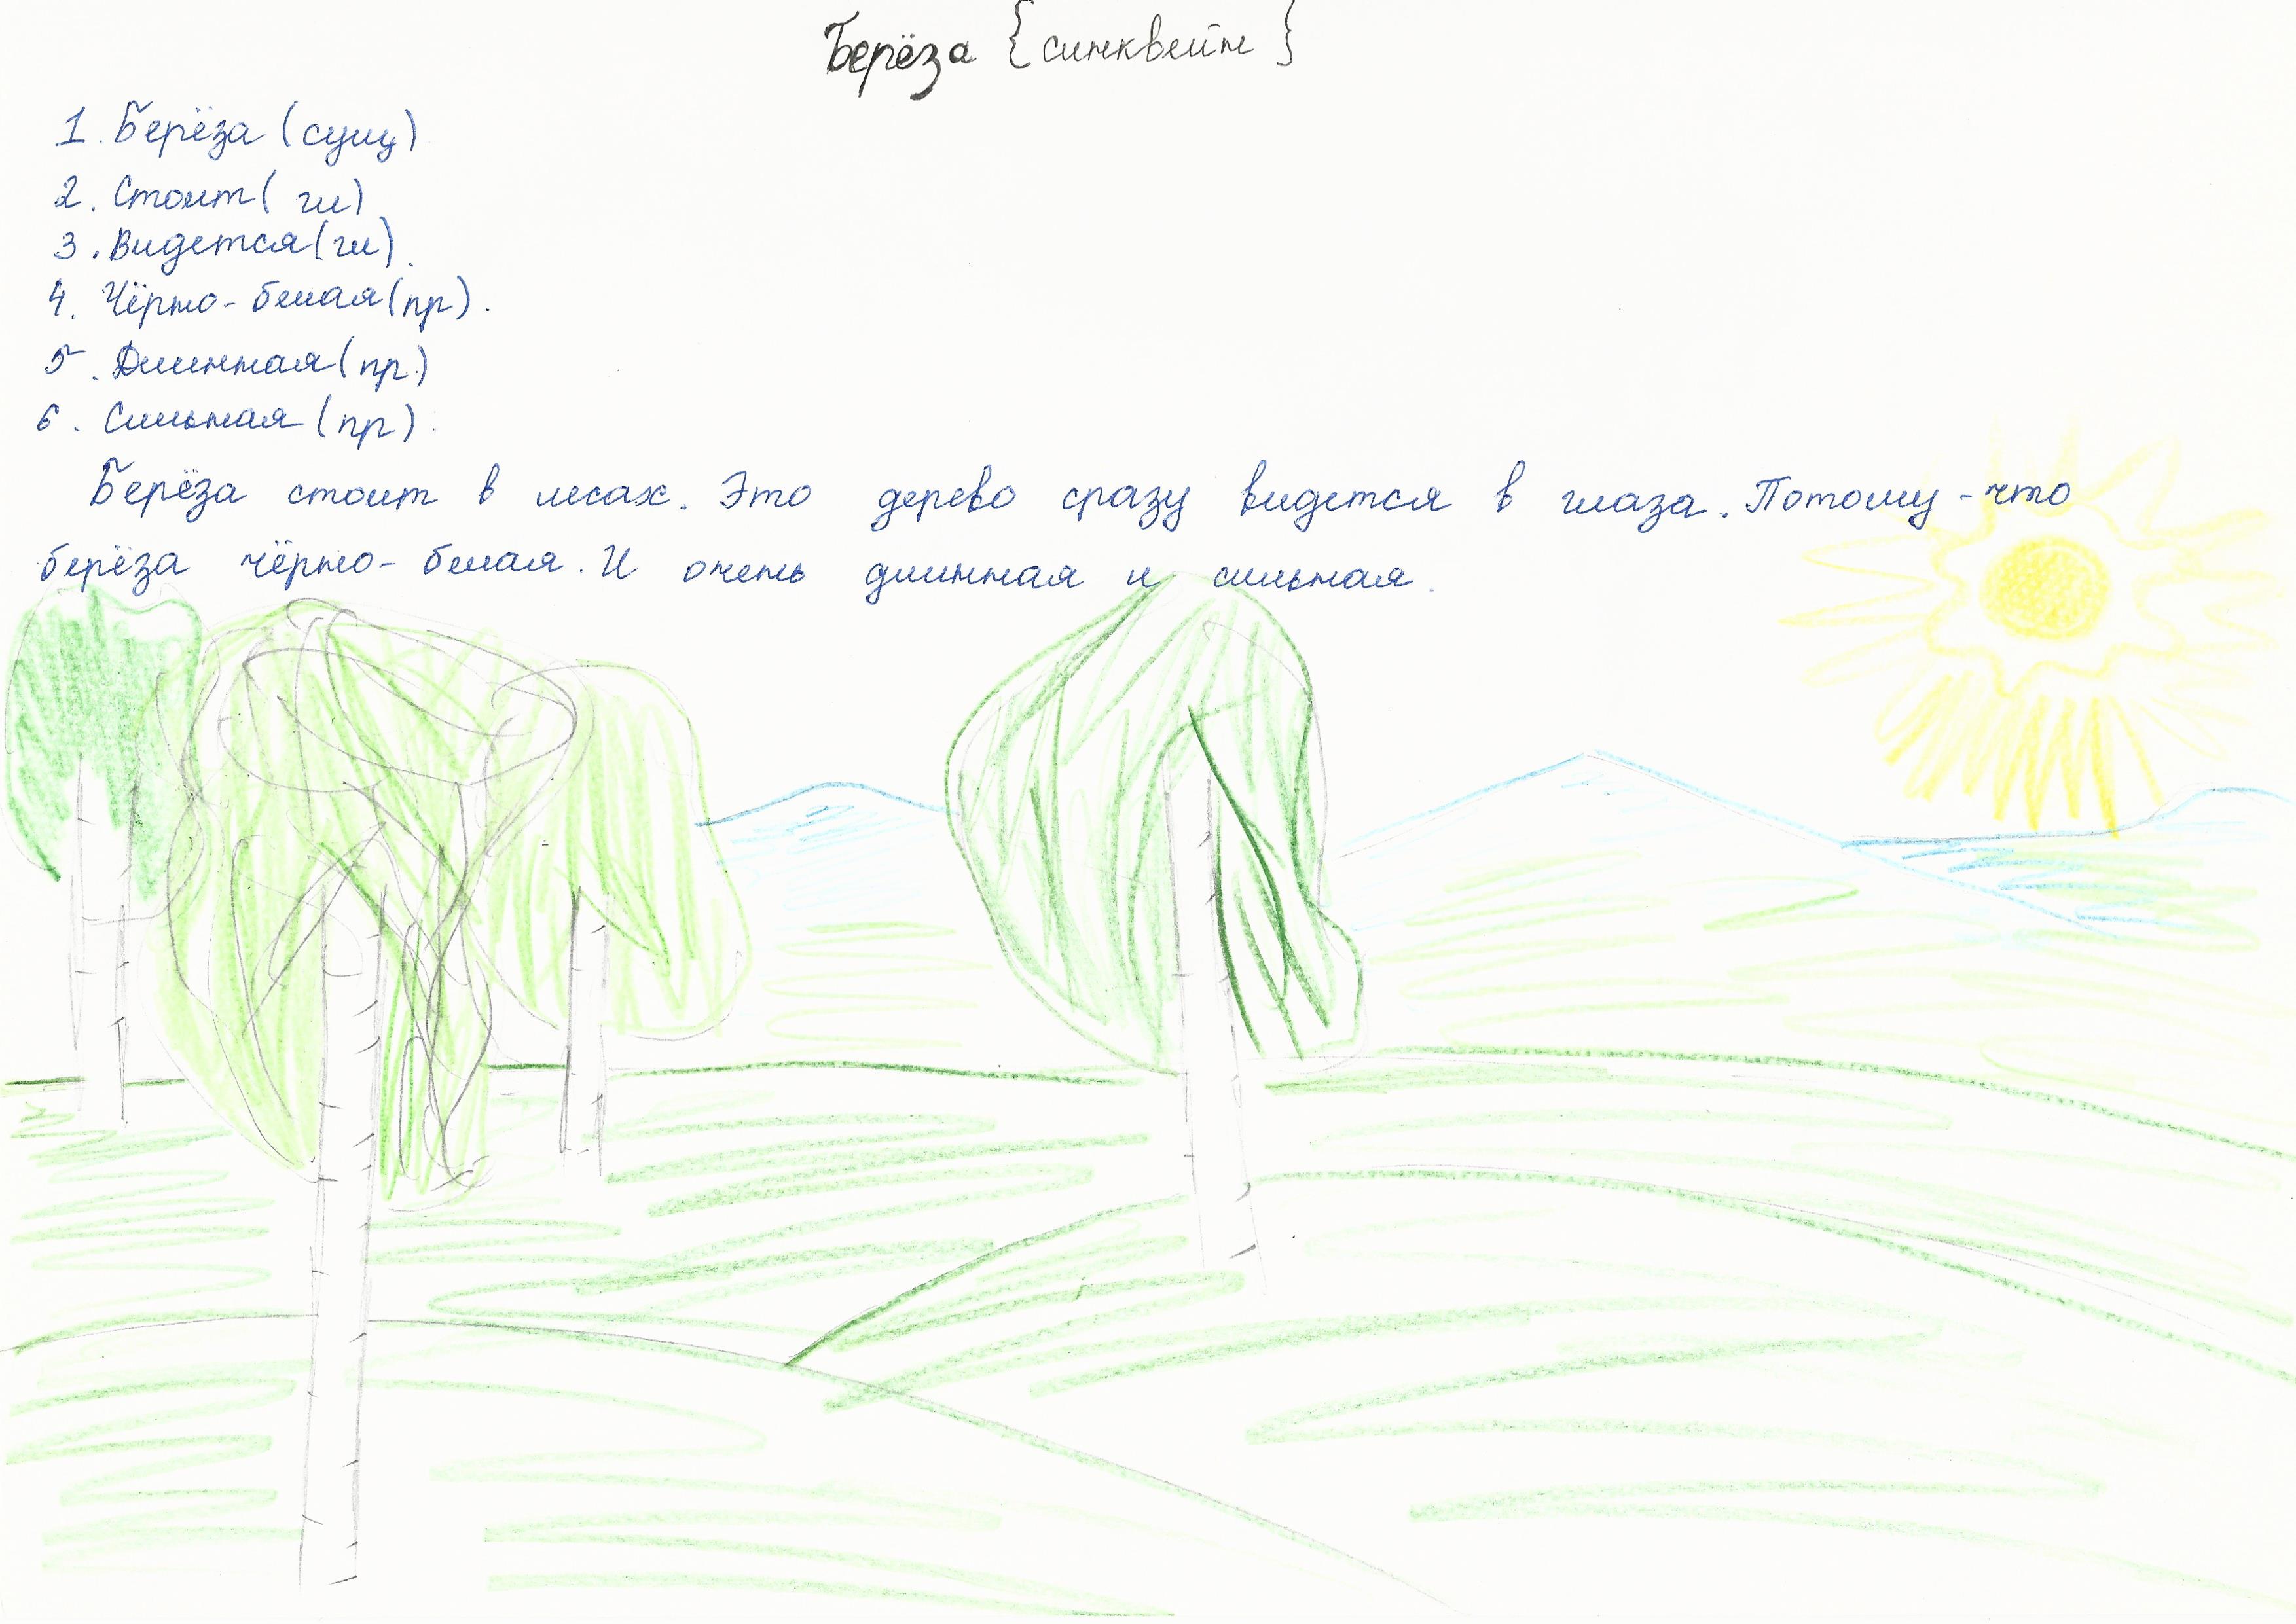 Берёза {синквейн}
1. Берёза (сущ)
2. Стоит (гл)
3. Видется (гл).
4. Чёрно-белая (пр).
5. Длинная (пр.)
6. Сильная (пр).
Берёза стоит в лесах. Это дерево сразу видется в глаза. Потому-что
берёза чёрно-белая. И очень длинная и сильная.